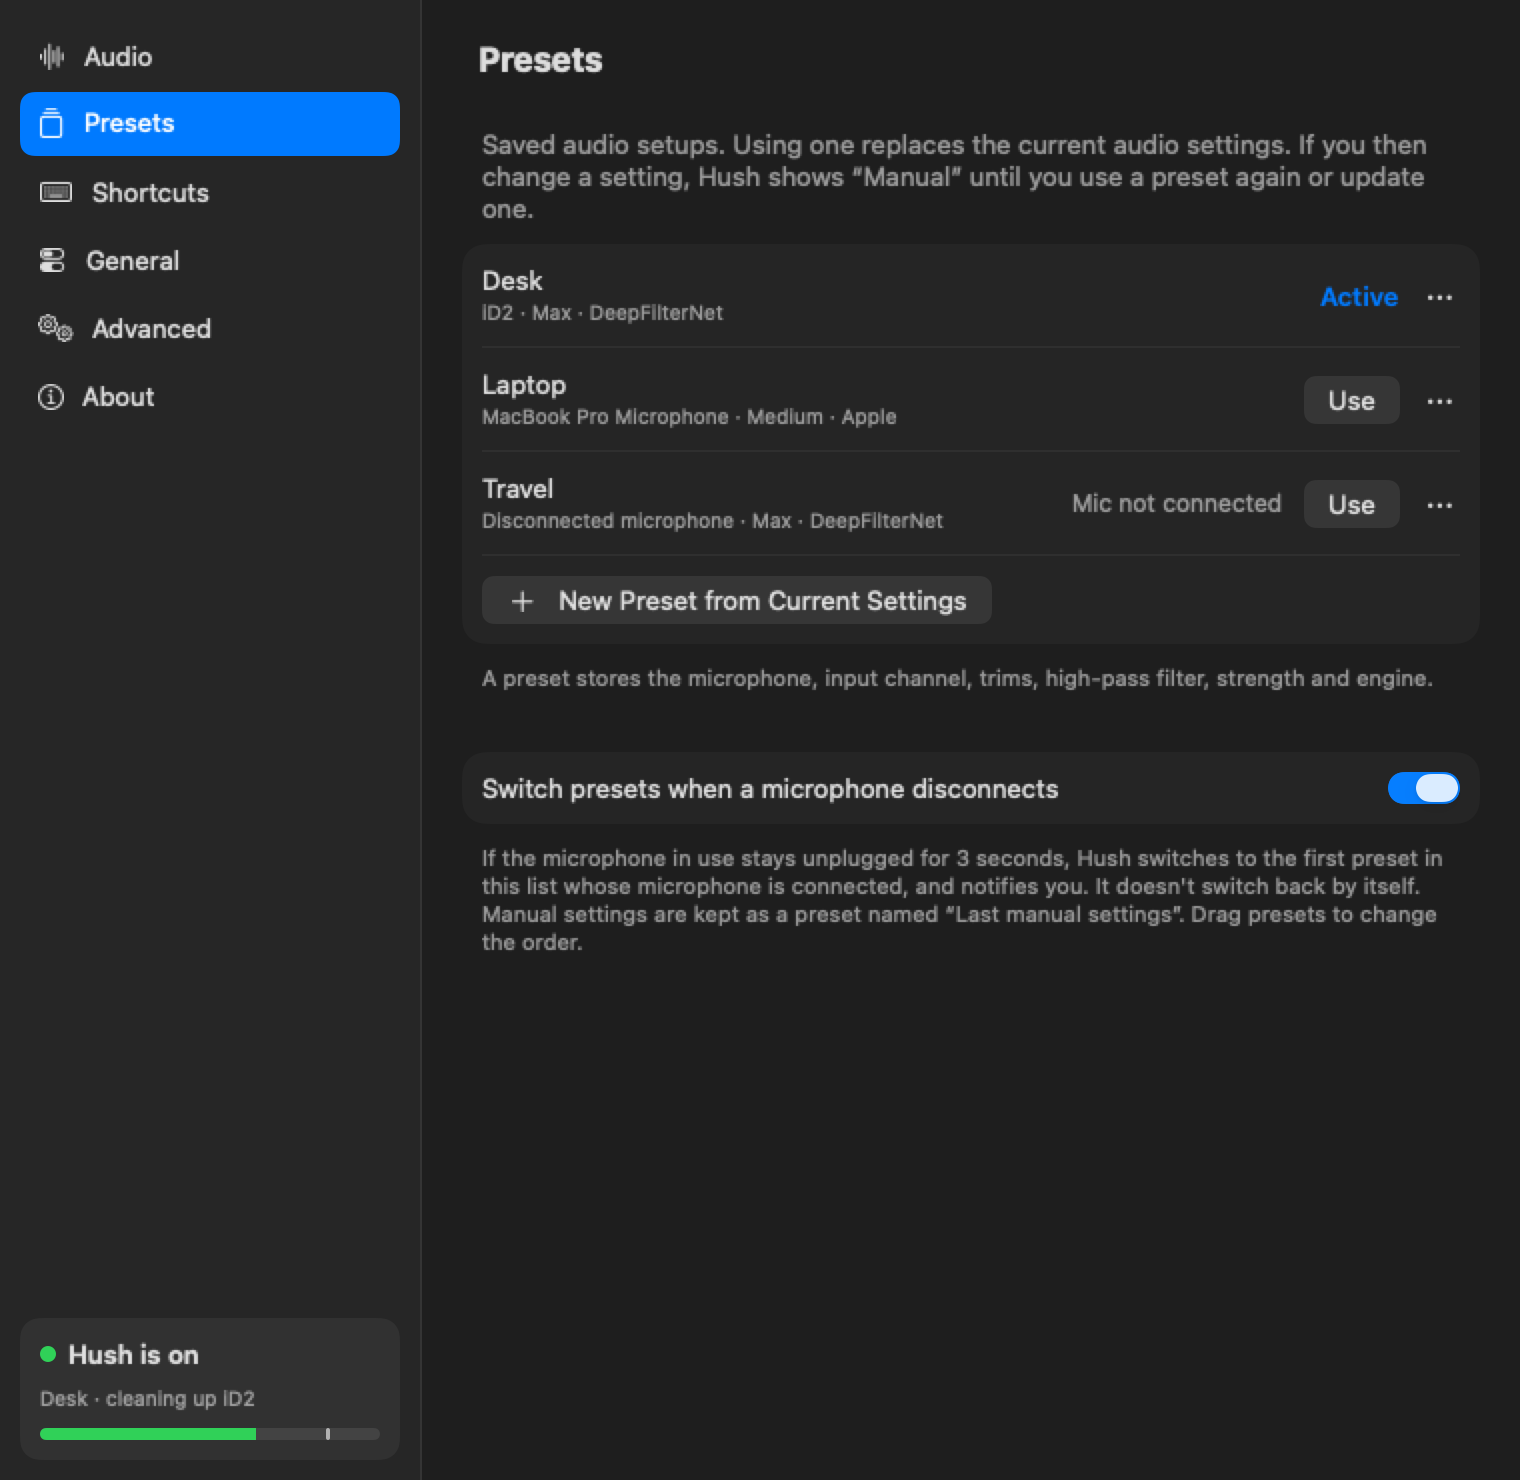 Audio
Presets
Shortcuts
General
Advanced
About
Hush is on
Desk · cleaning up iD2
Presets
Saved audio setups. Using one replaces the current audio settings. If you then
change a setting, Hush shows “Manual” until you use a preset again or update
one.
Desk
iD2 · Max · DeepFilterNet
Active
Laptop
MacBook Pro Microphone · Medium · Apple
Use
Travel
Disconnected microphone · Max · DeepFilterNet
Mic not connected
Use
New Preset from Current Settings
A preset stores the microphone, input channel, trims, high-pass filter, strength and engine.
Switch presets when a microphone disconnects
If the microphone in use stays unplugged for 3 seconds, Hush switches to the first preset in
this list whose microphone is connected, and notifies you. It doesn't switch back by itself.
Manual settings are kept as a preset named “Last manual settings”. Drag presets to change
the order.